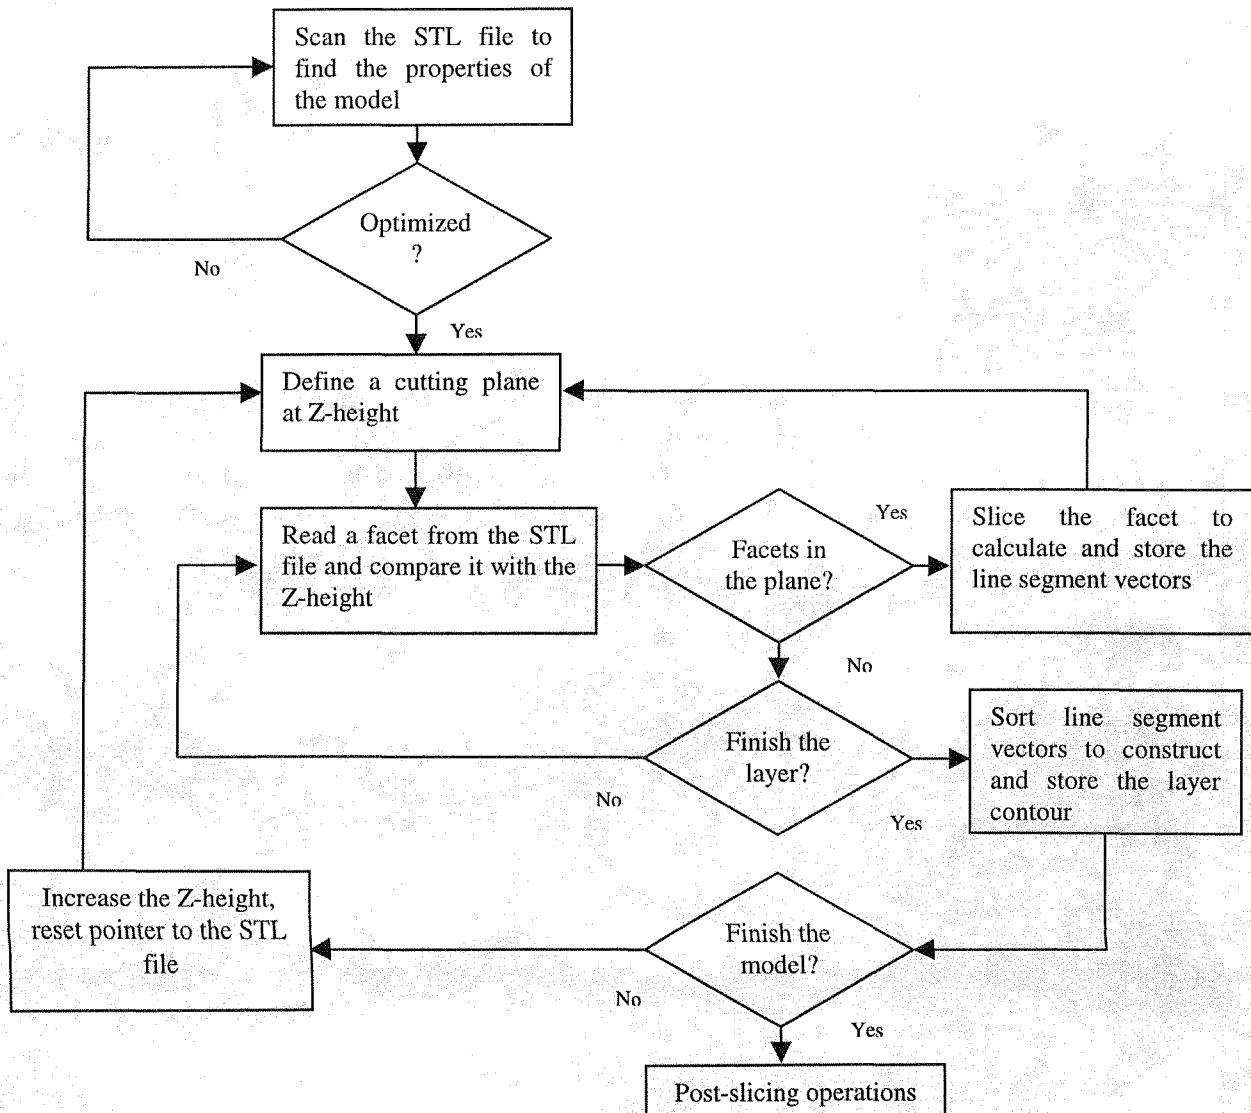 Scan the STL file to
find the properties of
the model
Optimized
?
No
Yes
Define a cutting plane
at Z-height
Read a facet from the STL
file and compare it with the
Z-height
Facets in
the plane?
Yes
Slice the facet to
calculate and store the
line segment vectors
No
Finish the
layer?
No
Yes
Sort line segment
vectors to construct
and store the layer
contour
Increase the Z-height,
reset pointer to the STL
file
Finish the
model?
No
Yes
Post-slicing operations